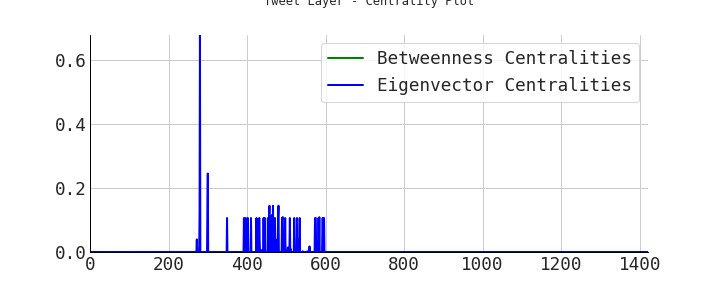 Tweet Layer - Centrality Plot
Betweenness Centralities
Eigenvector Centralities
0.6
0.4
0.2
0.0
0 200 400 600 800 1000 1200 1400